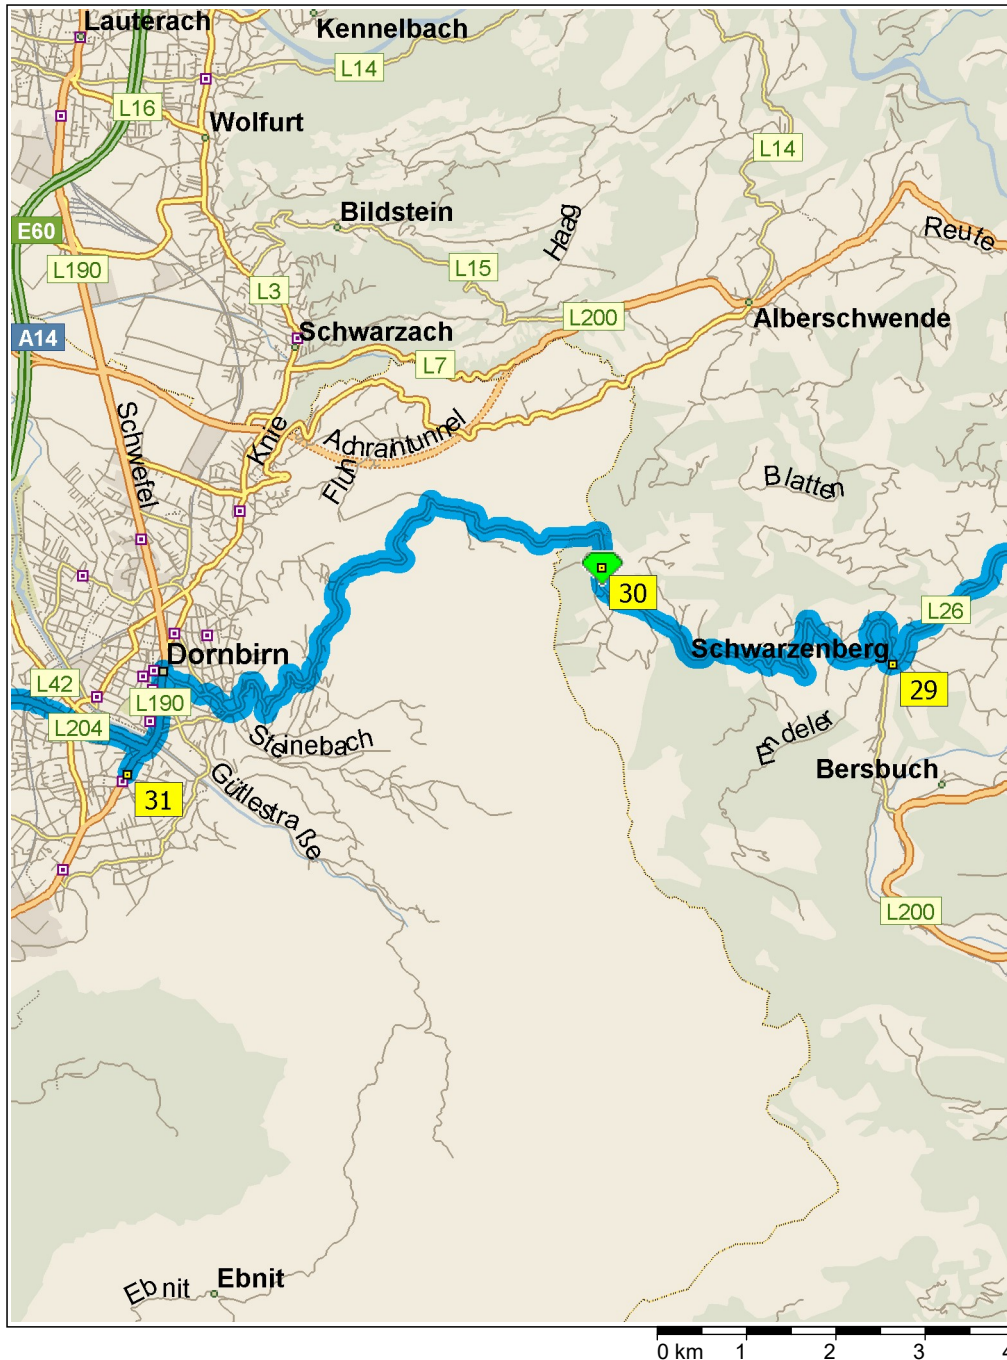 Lauterach
Kennelbach
L14
L16
Wolfurt
L14
Bildstein
Haag
Reute
E60
L190
L15
L3
L200
Alberschwende
A14
Schwarzach
L7
Schwefel
Knie
Achraintunnel
Fluh
Blatten
30
L26
Dornbirn
Schwarzenberg
29
L42
L190
L204
Steinebach
Endeler
Bersbuch
31
Gütlestraße
L200
Ebnit
Ebnit
0 km 1 2 3 4